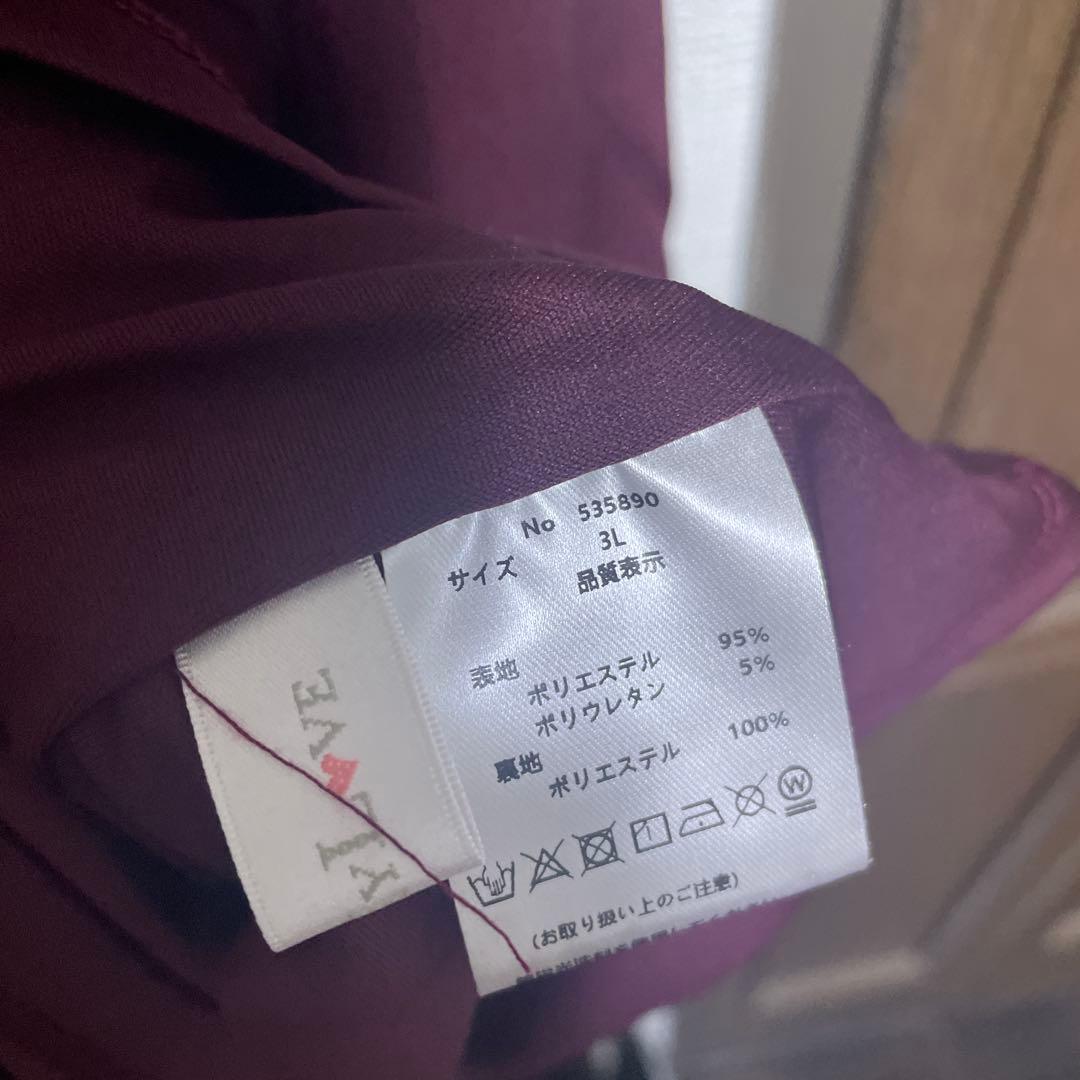 No 535890
サイズ 3L
品質表示
表地
ポリエステル 95%
ポリウレタン 5%
裏地
ポリエステル 100%
W
(お取り扱い上のご注意)